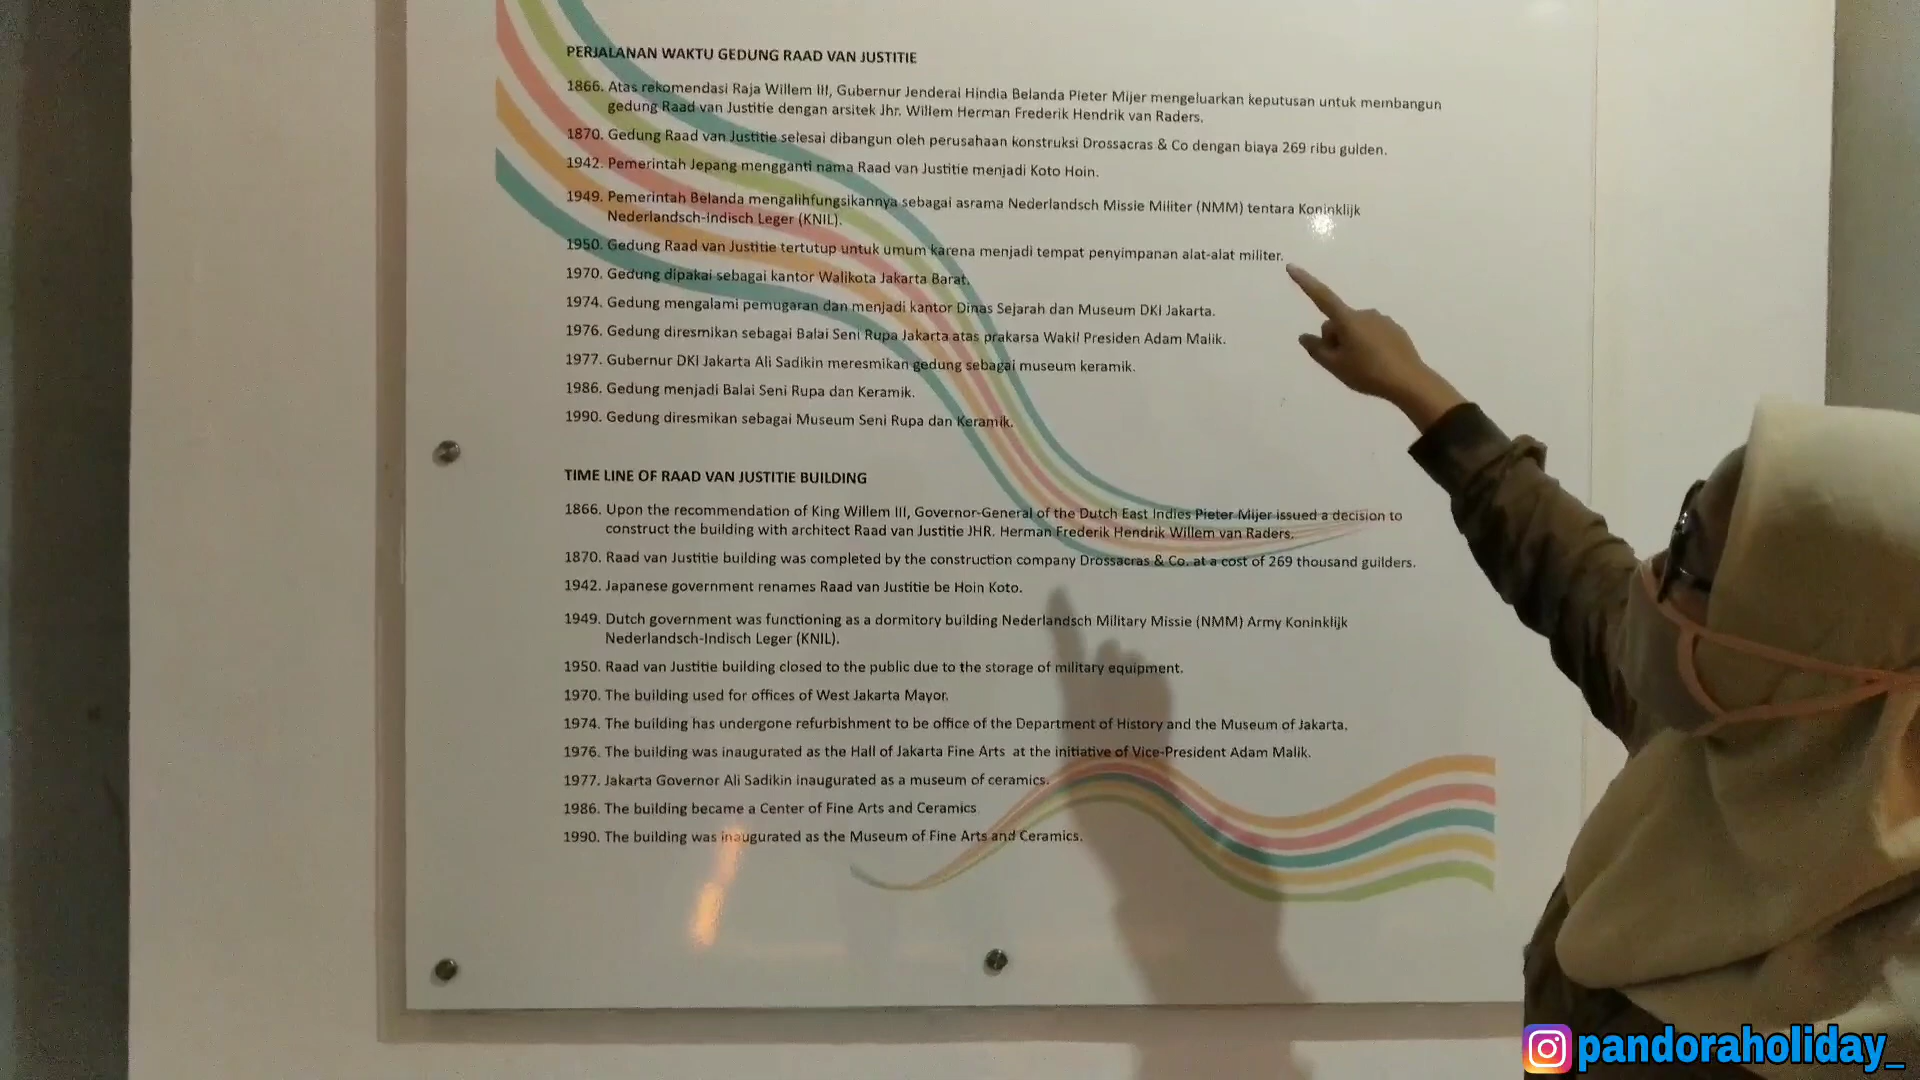 PERJALANAN WAKTU GEDUNG RAAD VAN JUSTITIE
1866. Atas rekomendasi Raja Willem III, Gubernur Jenderal Hindia Belanda Pieter Mijer mengeluarkan keputusan untuk membangun
gedung Raad van Justitie dengan arsitek Jhr. Willem Herman Frederik Hendrik van Raders.
1870. Gedung Raad van Justitie selesai dibangun oleh perusahaan konstruksi Drossacras & Co dengan biaya 269 ribu gulden.
1942. Pemerintah Jepang mengganti nama Raad van Justitie menjadi Koto Hoin.
1949. Pemerintah Belanda mengalihfungsikannya sebagai asrama Nederlandsch Missie Militer (NMM) tentara Koninklijk
Nederlandsch-Indisch Leger (KNIL).
1950. Gedung Raad van Justitie tertutup untuk umum karena menjadi tempat penyimpanan alat-alat militer.
1970. Gedung dipakai sebagai kantor Walikota Jakarta Barat.
1974. Gedung mengalami pemugaran dan menjadi kantor Dinas Sejarah dan Museum DKI Jakarta.
1976. Gedung diresmikan sebagai Balai Seni Rupa Jakarta atas prakarsa Wakil Presiden Adam Malik.
1977. Gubernur DKI Jakarta Ali Sadikin meresmikan gedung sebagai museum keramik.
1986. Gedung menjadi Balai Seni Rupa dan Keramik.
1990. Gedung diresmikan sebagai Museum Seni Rupa dan Keramik.
TIME LINE OF RAAD VAN JUSTITIE BUILDING
1866. Upon the recommendation of King Willem III, Governor-General of the Dutch East Indies Pieter Mijer issued a decision to
construct the building with architect Raad van Justitie JHR. Herman Frederik Hendrik Willem van Raders.
1870. Raad van Justitie building was completed by the construction company Drossacras & Co. at a cost of 269 thousand guilders.
1942. Japanese government renames Raad van Justitie be Hoin Koto.
1949. Dutch government was functioning as a dormitory building Nederlandsch Military Missie (NMM) Army Koninklijk
Nederlandsch-Indisch Leger (KNIL).
1950. Raad van Justitie building closed to the public due to the storage of military equipment.
1970. The building used for offices of West Jakarta Mayor.
1974. The building has undergone refurbishment to be office of the Department of History and the Museum of Jakarta.
1976. The building was inaugurated as the Hall of Jakarta Fine Arts at the initiative of Vice-President Adam Malik.
1977. Jakarta Governor Ali Sadikin inaugurated as a museum of ceramics.
1986. The building became a Center of Fine Arts and Ceramics
1990. The building was inaugurated as the Museum of Fine Arts and Ceramics.
pandoraholiday_